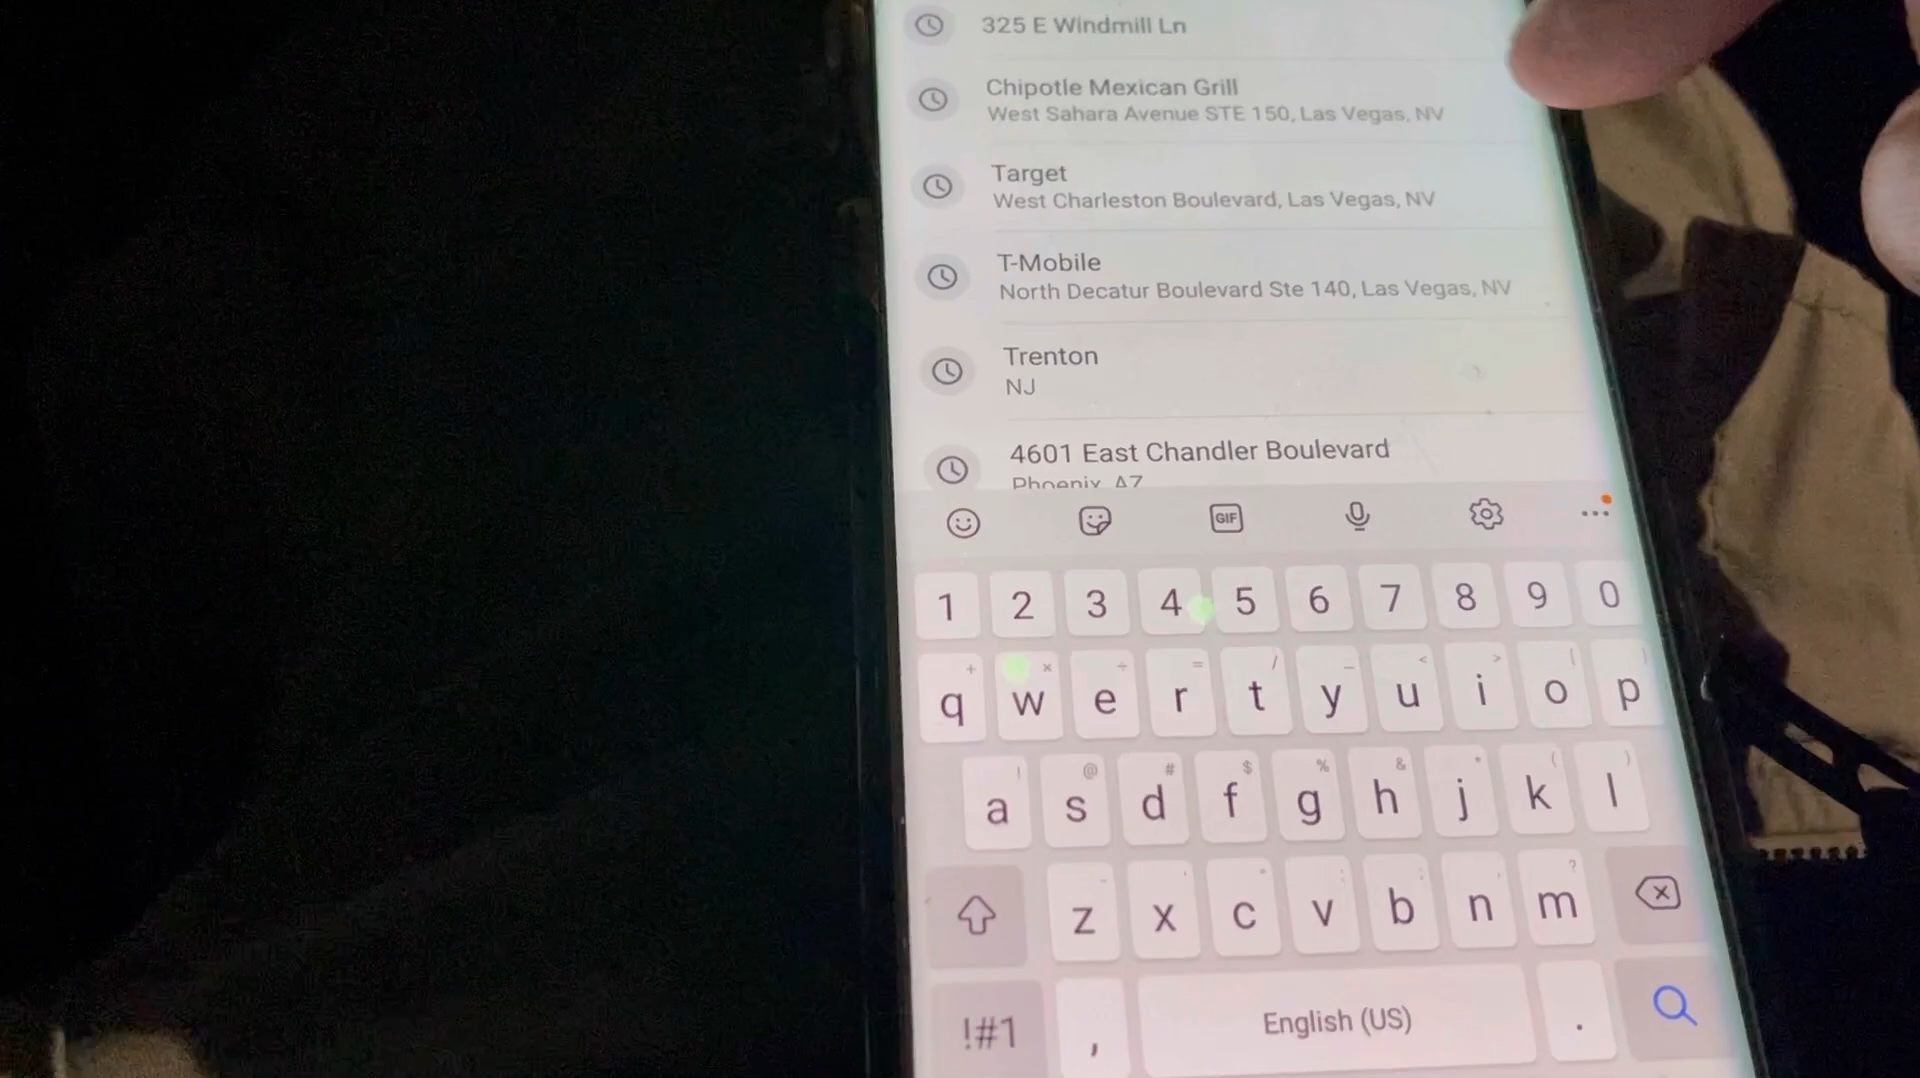 325 E Windmill Ln
Chipotle Mexican Grill
West Sahara Avenue STE 150, Las Vegas, NV
Target
West Charleston Boulevard, Las Vegas, NV
T-Mobile
North Decatur Boulevard Ste 140, Las Vegas, NV
Trenton
NJ
4601 East Chandler Boulevard
Phoenix, AZ
GIF
1 2 3 4 5 6 7 8 9 0
+ × ÷ = / _ < > [ ]
q w e r t y u i o p
! @ # $ % & * ( )
a s d f g h j k l
- ' " : ; , ?
z x c v b n m
!#1 , English (US) .